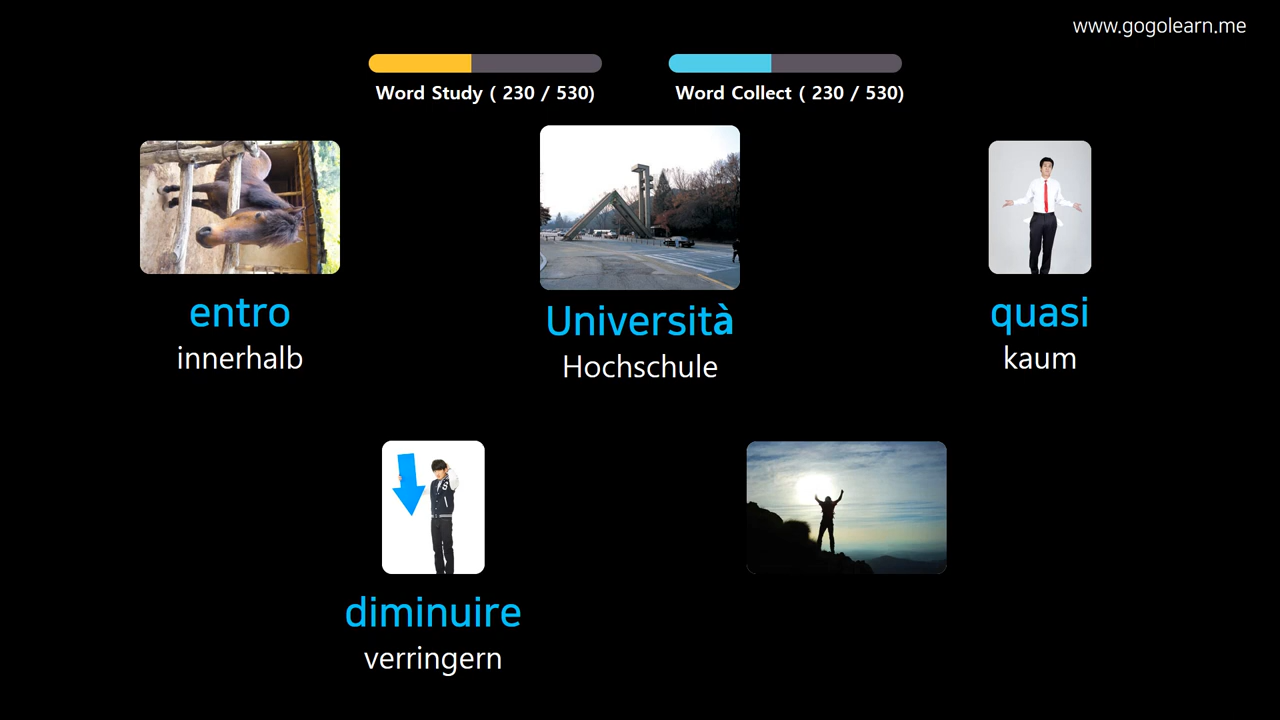 www.gogolearn.me
Word Study ( 230 / 530)
Word Collect ( 230 / 530)
entro
innerhalb
Università
Hochschule
quasi
kaum
diminuire
verringern